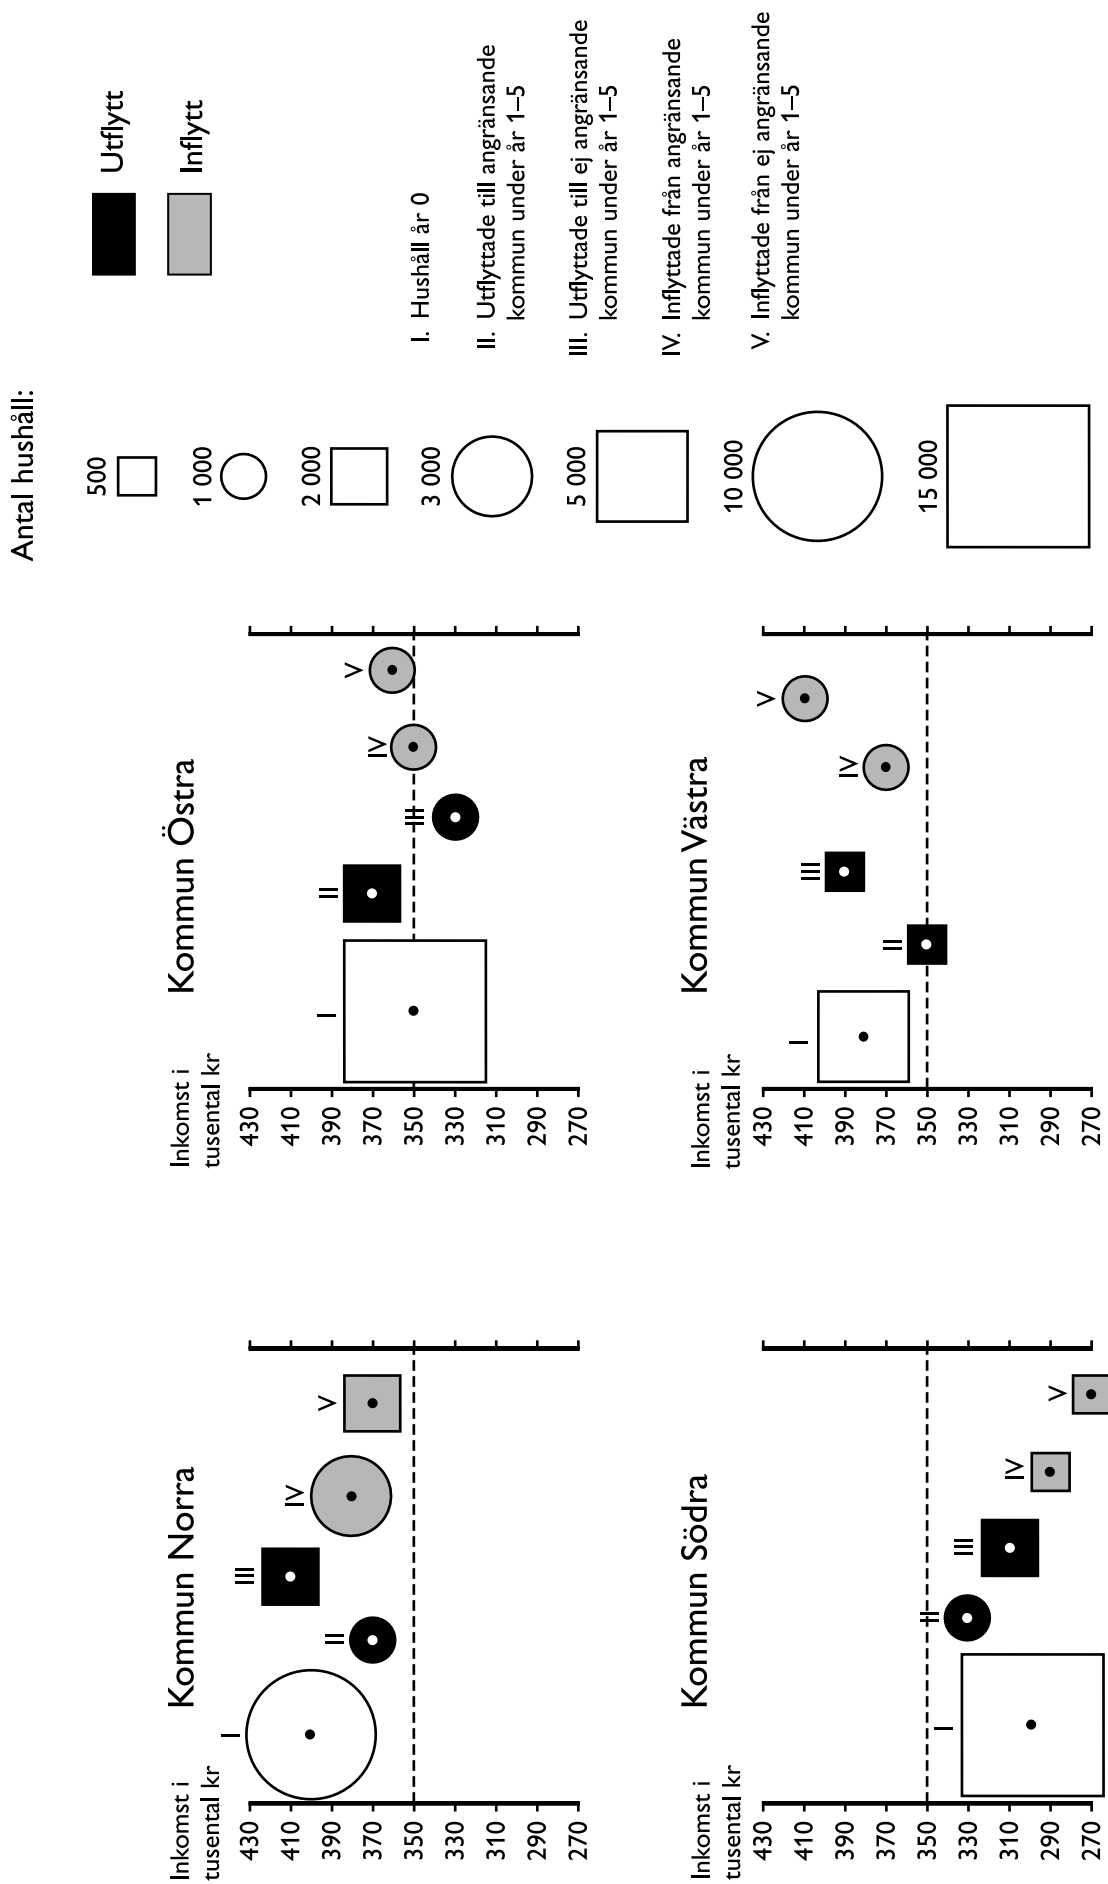 Kommun Norra
Inkomst i
tusental kr
430
410
390
370
350
330
310
290
270
I
II
III
IV
V
Kommun Östra
Inkomst i
tusental kr
430
410
390
370
350
330
310
290
270
I
II
III
IV
V
Kommun Södra
Inkomst i
tusental kr
430
410
390
370
350
330
310
290
270
I
II
III
IV
V
Kommun Västra
Inkomst i
tusental kr
430
410
390
370
350
330
310
290
270
I
II
III
IV
V
Antal hushåll:
500
1 000
2 000
3 000
5 000
10 000
15 000
Utflytt
Inflytt
I. Hushåll år 0
II. Utflyttade till angränsande
kommun under år 1–5
III. Utflyttade till ej angränsande
kommun under år 1–5
IV. Inflyttade från angränsande
kommun under år 1–5
V. Inflyttade från ej angränsande
kommun under år 1–5